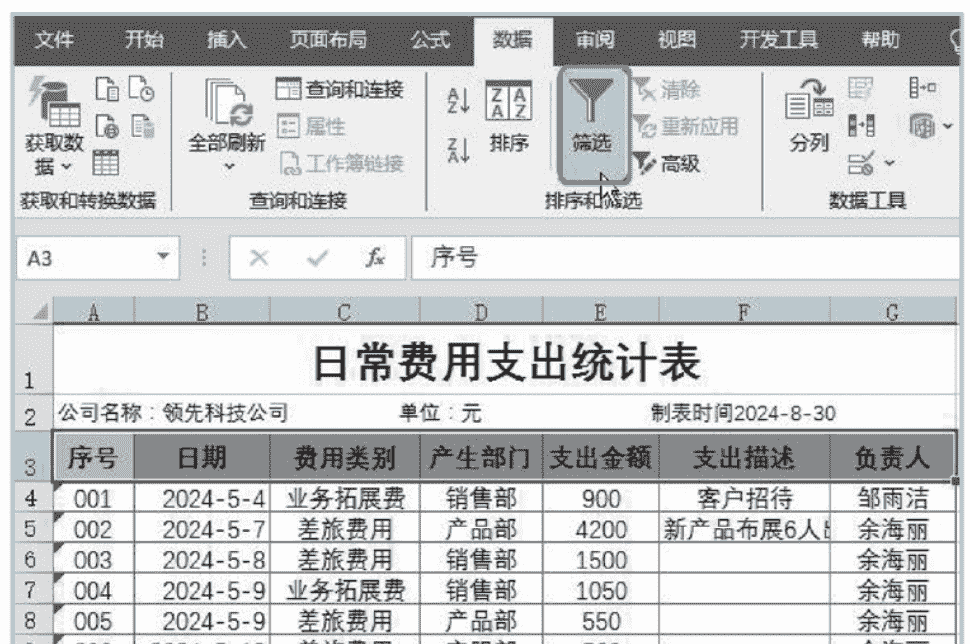 文件 开始 插入 页面布局 公式 数据 审阅 视图 开发工具 帮助
获取数据
全部刷新
查询和连接
属性
工作簿链接
排序
筛选
清除
重新应用
高级
分列
获取和转换数据 查询和连接 排序和筛选 数据工具
A3 fx 序号
A B C D E F G
1 日常费用支出统计表
2 公司名称：领先科技公司 单位：元 制表时间2024-8-30
3 序号 日期 费用类别 产生部门 支出金额 支出描述 负责人
4 001 2024-5-4 业务拓展费 销售部 900 客户招待 邹雨洁
5 002 2024-5-7 差旅费用 产品部 4200 新产品布展6人 余海丽
6 003 2024-5-8 差旅费用 销售部 1500 余海丽
7 004 2024-5-9 业务拓展费 销售部 1050 余海丽
8 005 2024-5-9 差旅费用 产品部 550 余海丽